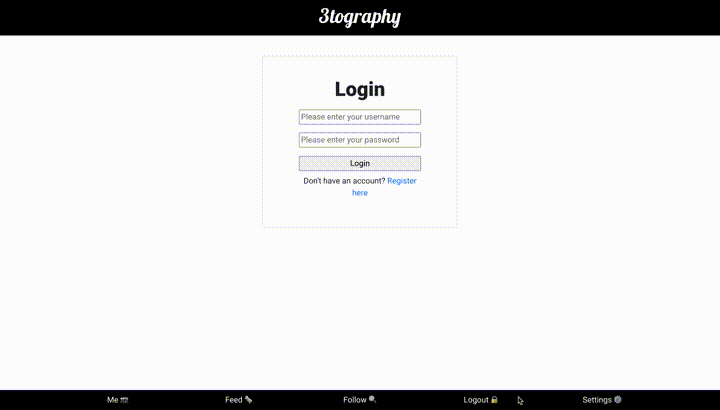 3tography
Login
Please enter your username
Please enter your password
Login
Don't have an account? Register
here
Me
Feed
Follow
Logout
Settings